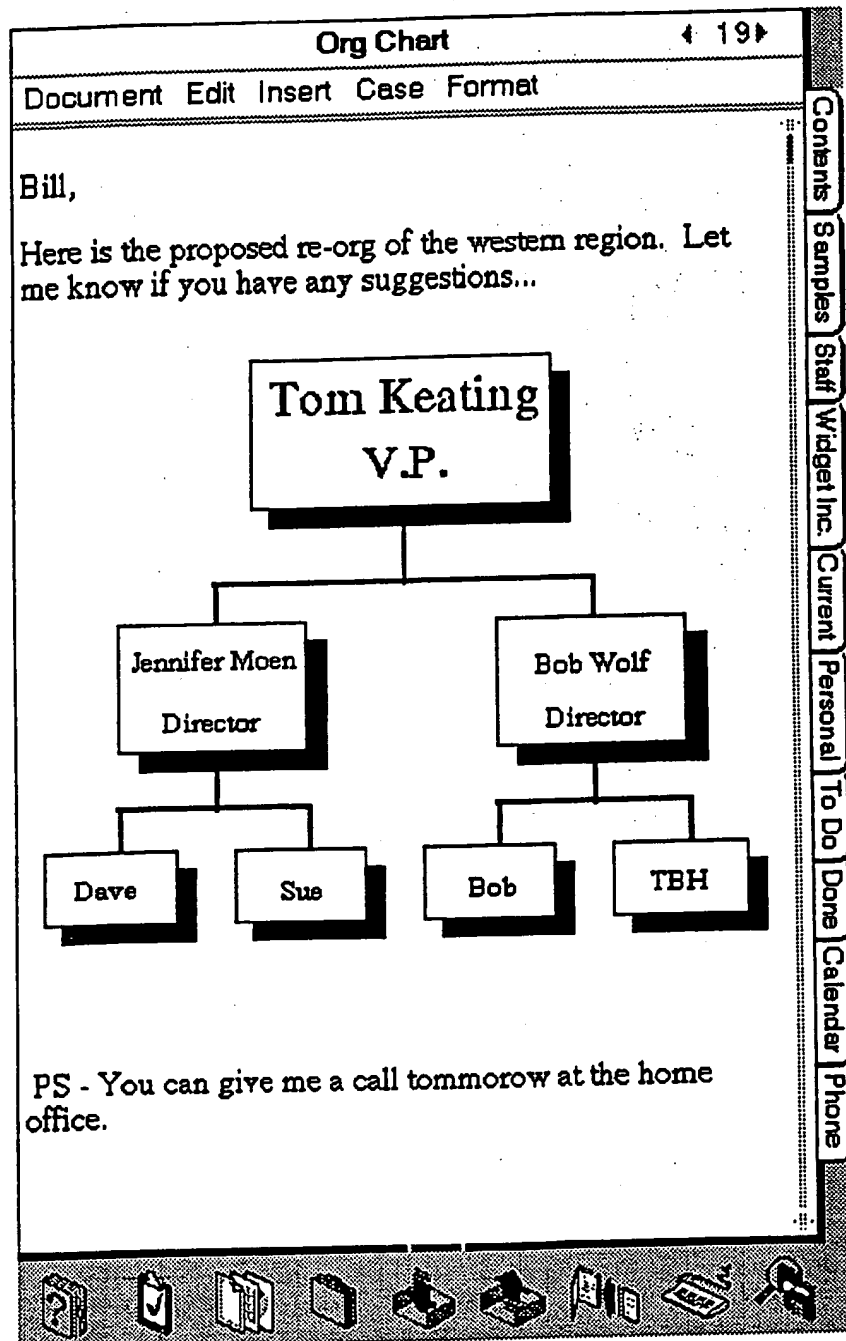 Org Chart
19
Document Edit Insert Case Format
Bill,
Here is the proposed re-org of the western region. Let
me know if you have any suggestions...
Tom Keating
V.P.
Jennifer Moen
Director
Bob Wolf
Director
Dave
Sue
Bob
TBH
PS - You can give me a call tommorow at the home
office.
Contents
Samples
Staff
Widget Inc.
Current
Personal
To Do
Done
Calendar
Phone
?